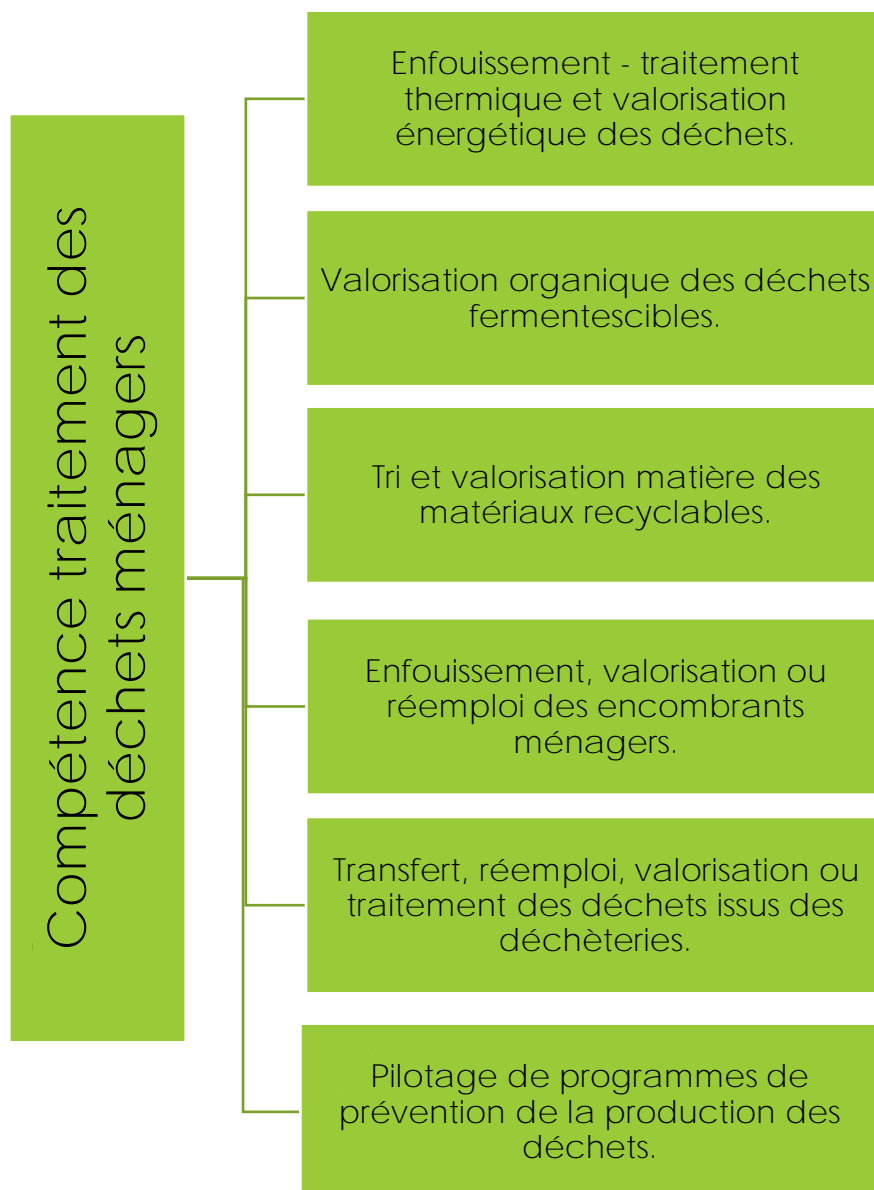 Compétence traitement des
déchets ménagers
Enfouissement - traitement
thermique et valorisation
énergétique des déchets.
Valorisation organique des déchets
fermentescibles.
Tri et valorisation matière des
matériaux recyclables.
Enfouissement, valorisation ou
réemploi des encombrants
ménagers.
Transfert, réemploi, valorisation ou
traitement des déchets issus des
déchèteries.
Pilotage de programmes de
prévention de la production des
déchets.